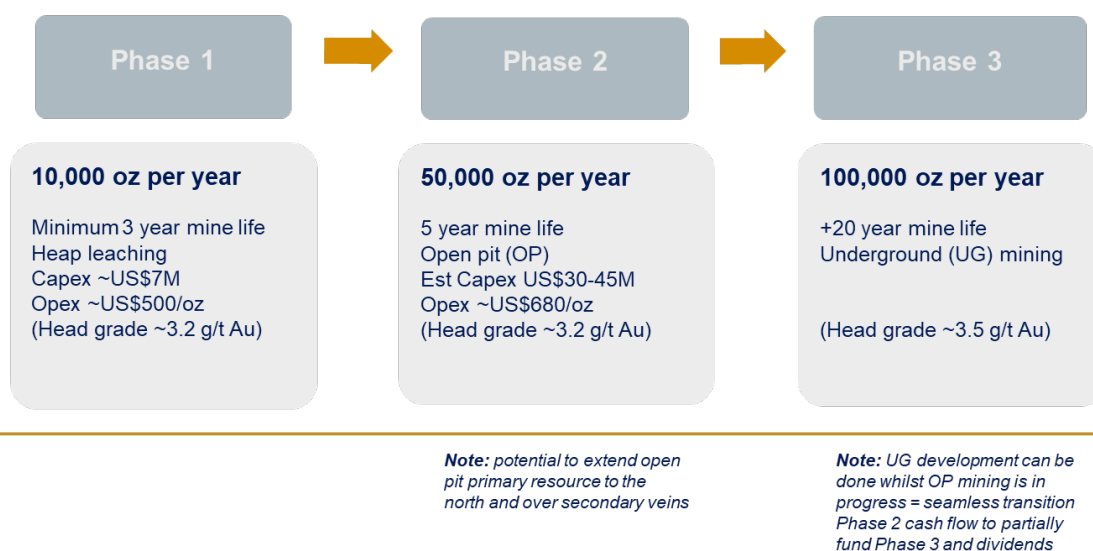 Phase 1
Phase 2
Phase 3
10,000 oz per year
Minimum 3 year mine life
Heap leaching
Capex ~US$7M
Opex ~US$500/oz
(Head grade ~3.2 g/t Au)
50,000 oz per year
5 year mine life
Open pit (OP)
Est Capex US$30-45M
Opex ~US$680/oz
(Head grade ~3.2 g/t Au)
100,000 oz per year
+20 year mine life
Underground (UG) mining
(Head grade ~3.5 g/t Au)
Note: potential to extend open
pit primary resource to the
north and over secondary veins
Note: UG development can be
done whilst OP mining is in
progress = seamless transition
Phase 2 cash flow to partially
fund Phase 3 and dividends